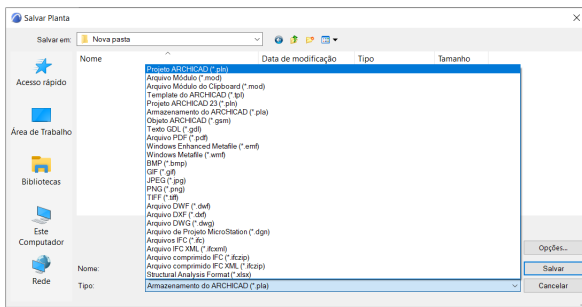 Salvar Planta
Salvar em:
Nova pasta
Nome
Data de modificação
Tipo
Tamanho
Acesso rápido
Área de Trabalho
Bibliotecas
Este
Computador
Rede
Projeto ARCHICAD (*.pln)
Arquivo Módulo (*.mod)
Arquivo Módulo do Clipboard (*.mod)
Template do ARCHICAD (*.tpl)
Projeto ARCHICAD 23 (*.pln)
Armazenamento do ARCHICAD (*.pla)
Objeto ARCHICAD (*.gsm)
Texto GDL (*.gdl)
Arquivo PDF (*.pdf)
Windows Enhanced Metafile (*.emf)
Windows Metafile (*.wmf)
BMP (*.bmp)
GIF (*.gif)
JPEG (*.jpg)
PNG (*.png)
TIFF (*.tiff)
Arquivo DWF (*.dwf)
Arquivo DXF (*.dxf)
Arquivo DWG (*.dwg)
Arquivo de Projeto MicroStation (*.dgn)
Arquivos IFC (*.ifc)
Arquivo IFC XML (*.ifcxml)
Arquivo comprimido IFC (*.ifczip)
Arquivo comprimido IFC XML (*.ifczip)
Structural Analysis Format (*.xlsx)
Opções...
Nome:
Salvar
Tipo:
Armazenamento do ARCHICAD (*.pla)
Cancelar